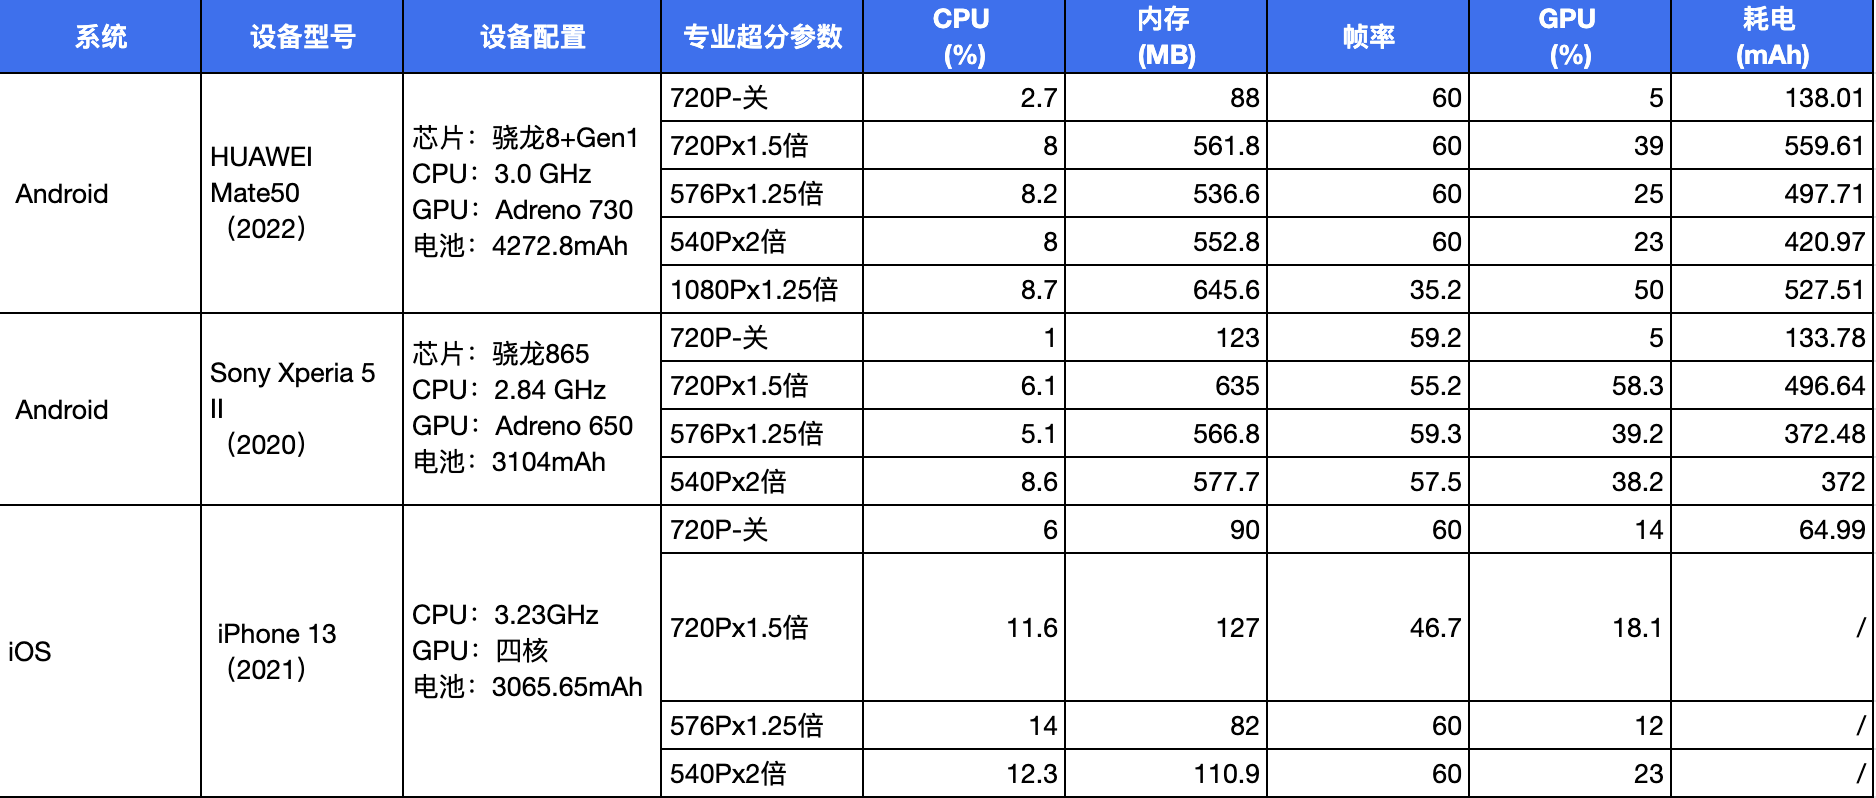 系统 设备型号 设备配置 专业超分参数 CPU (%) 内存 (MB) 帧率 GPU (%) 耗电 (mAh)
Android
HUAWEI
Mate50
（2022）
芯片：骁龙8+Gen1
CPU：3.0 GHz
GPU：Adreno 730
电池：4272.8mAh
720P-关 2.7 88 60 5 138.01
720Px1.5倍 8 561.8 60 39 559.61
576Px1.25倍 8.2 536.6 60 25 497.71
540Px2倍 8 552.8 60 23 420.97
1080Px1.25倍 8.7 645.6 35.2 50 527.51
Android
Sony Xperia 5
II
（2020）
芯片：骁龙865
CPU：2.84 GHz
GPU：Adreno 650
电池：3104mAh
720P-关 1 123 59.2 5 133.78
720Px1.5倍 6.1 635 55.2 58.3 496.64
576Px1.25倍 5.1 566.8 59.3 39.2 372.48
540Px2倍 8.6 577.7 57.5 38.2 372
iOS
iPhone 13
（2021）
CPU：3.23GHz
GPU：四核
电池：3065.65mAh
720P-关 6 90 60 14 64.99
720Px1.5倍 11.6 127 46.7 18.1 /
576Px1.25倍 14 82 60 12 /
540Px2倍 12.3 110.9 60 23 /